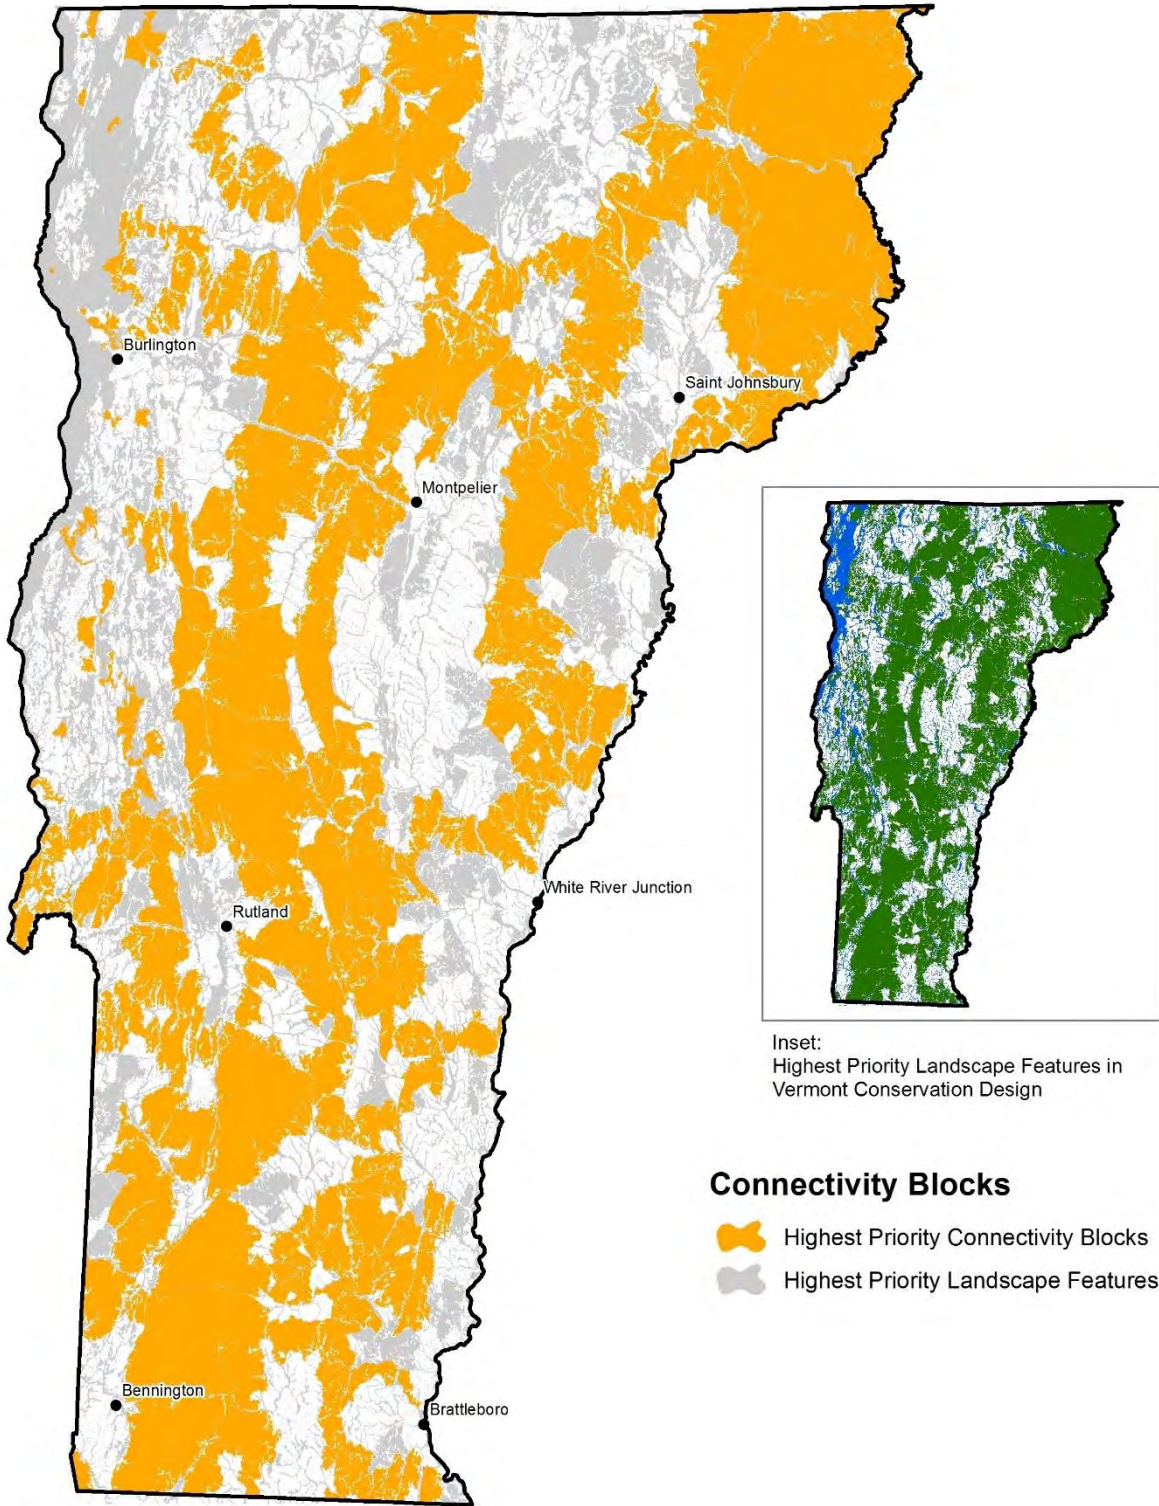 Burlington
Saint Johnsbury
Montpelier
White River Junction
Rutland
Bennington
Brattleboro
Inset:
Highest Priority Landscape Features in
Vermont Conservation Design
Connectivity Blocks
Highest Priority Connectivity Blocks
Highest Priority Landscape Features